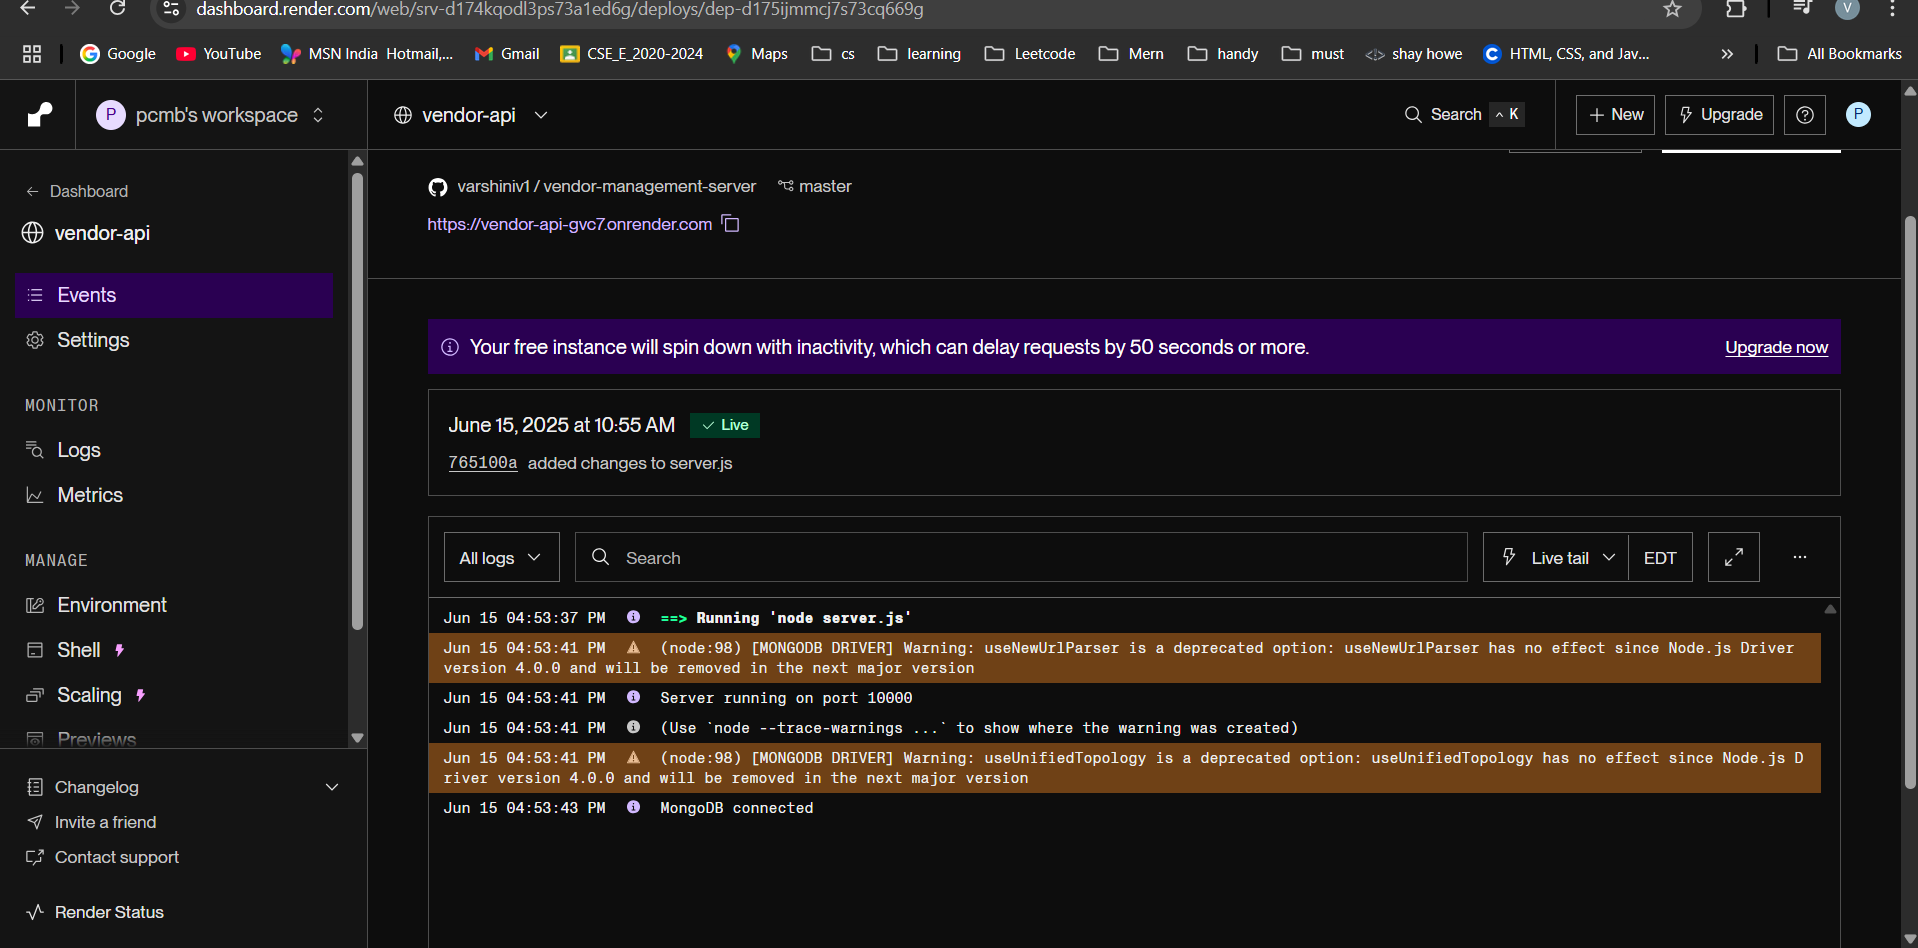 dashboard.render.com/web/srv-d174kqodl3ps73a1ed6g/deploys/dep-d175ijmmcj7s73cq669g
V
Google YouTube MSN India Hotmail,... Gmail CSE_E_2020-2024 Maps cs learning Leetcode Mern handy must shay howe HTML, CSS, and Jav... » All Bookmarks
P pcmb's workspace
vendor-api
Search ^ K
+ New
Upgrade
P
← Dashboard
vendor-api
Events
Settings
MONITOR
Logs
Metrics
MANAGE
Environment
Shell
Scaling
Previews
Changelog
Invite a friend
Contact support
Render Status
varshiniv1 / vendor-management-server master
https://vendor-api-gvc7.onrender.com
Your free instance will spin down with inactivity, which can delay requests by 50 seconds or more.
Upgrade now
June 15, 2025 at 10:55 AM ✓ Live
765100a added changes to server.js
All logs
Search
Live tail
EDT
...
Jun 15 04:53:37 PM ==> Running 'node server.js'
Jun 15 04:53:41 PM (node:98) [MONGODB DRIVER] Warning: useNewUrlParser is a deprecated option: useNewUrlParser has no effect since Node.js Driver
version 4.0.0 and will be removed in the next major version
Jun 15 04:53:41 PM Server running on port 10000
Jun 15 04:53:41 PM (Use `node --trace-warnings ...` to show where the warning was created)
Jun 15 04:53:41 PM (node:98) [MONGODB DRIVER] Warning: useUnifiedTopology is a deprecated option: useUnifiedTopology has no effect since Node.js D
river version 4.0.0 and will be removed in the next major version
Jun 15 04:53:43 PM MongoDB connected